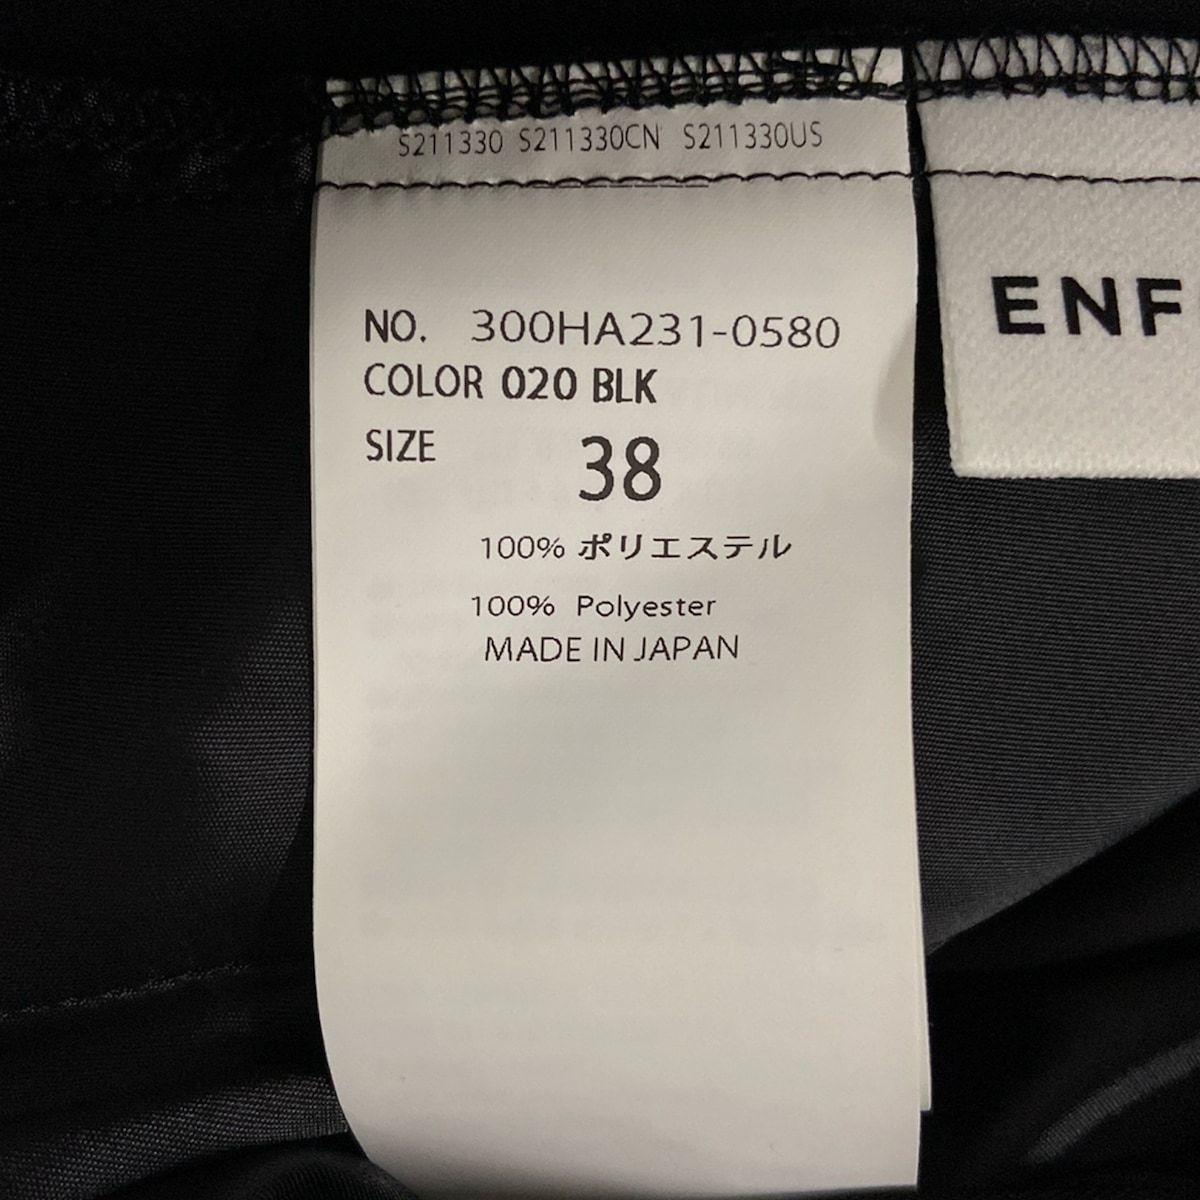 S211330 S211330CN S211330US
NO. 300HA231-0580
COLOR 020 BLK
SIZE 38
100% ポリエステル
100% Polyester
MADE IN JAPAN
ENF